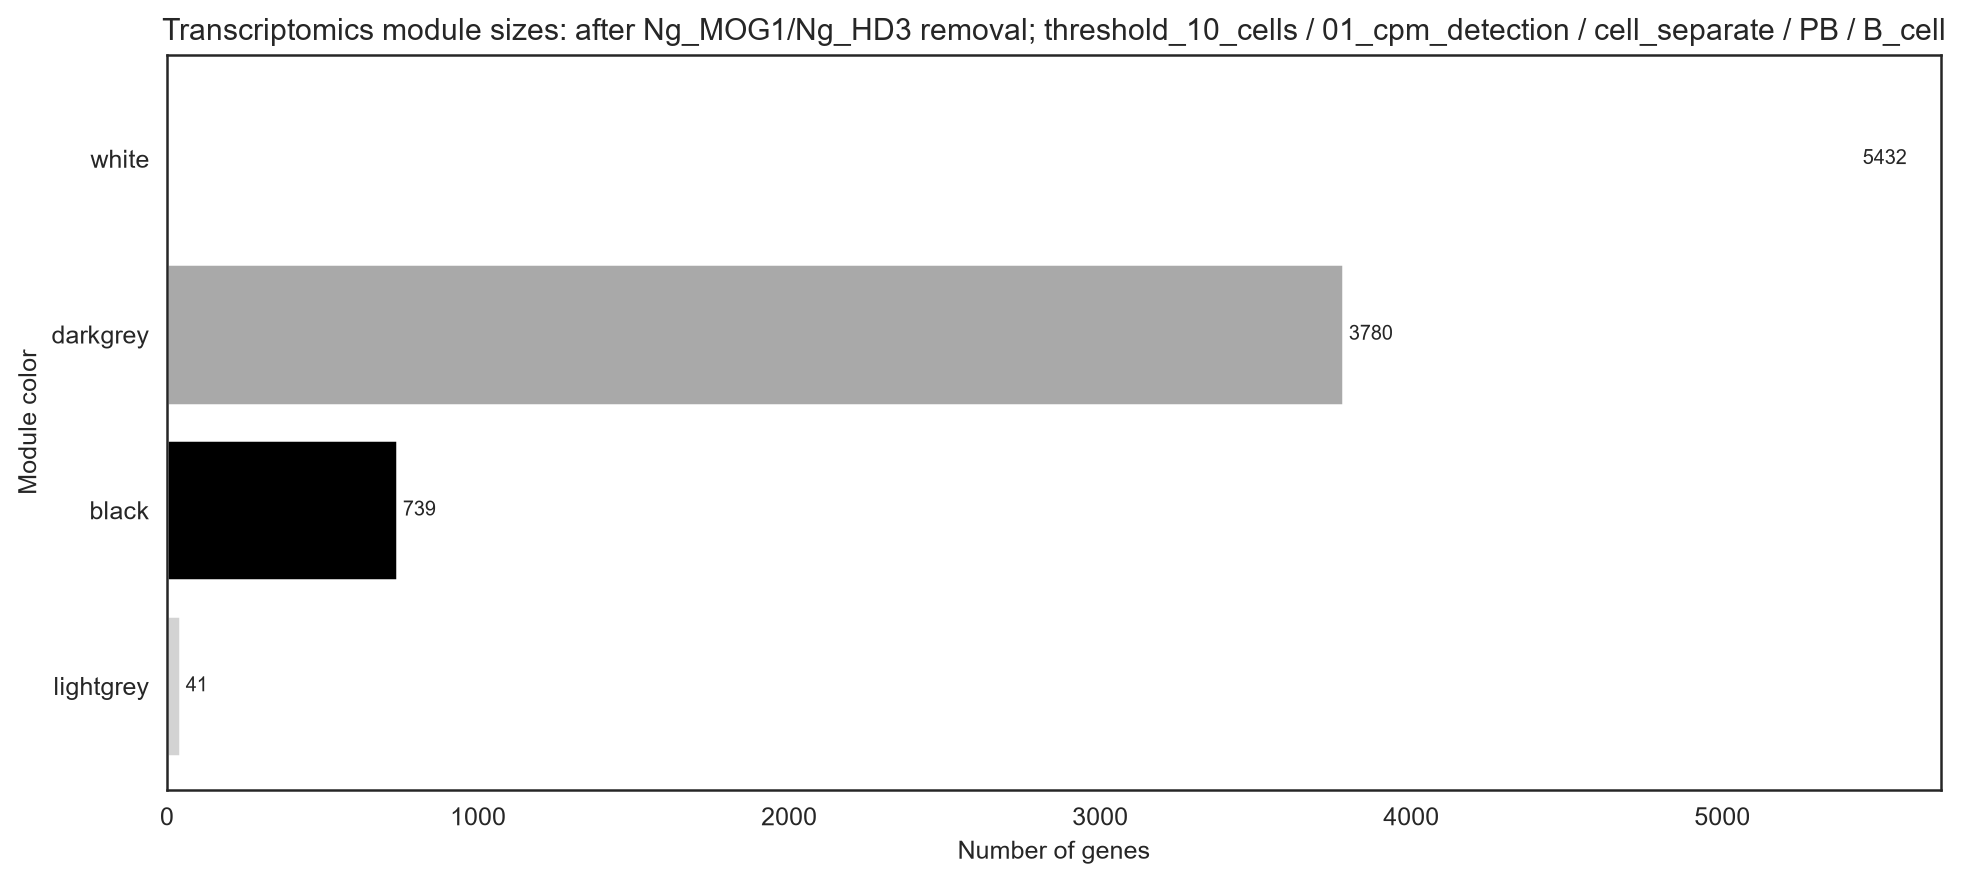 Transcriptomics module sizes: after Ng_MOG1/Ng_HD3 removal; threshold_10_cells / 01_cpm_detection / cell_separate / PB / B_cell
white
5432
darkgrey
3780
black
739
lightgrey
41
Module color
0 1000 2000 3000 4000 5000
Number of genes